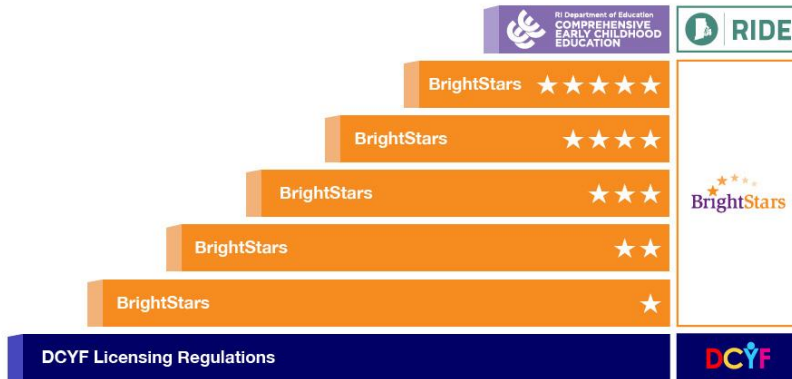 RI Department of Education
COMPREHENSIVE
EARLY CHILDHOOD
EDUCATION
RIDE
BrightStars
BrightStars
BrightStars
BrightStars
BrightStars
BrightStars
DCYF Licensing Regulations
DCYF